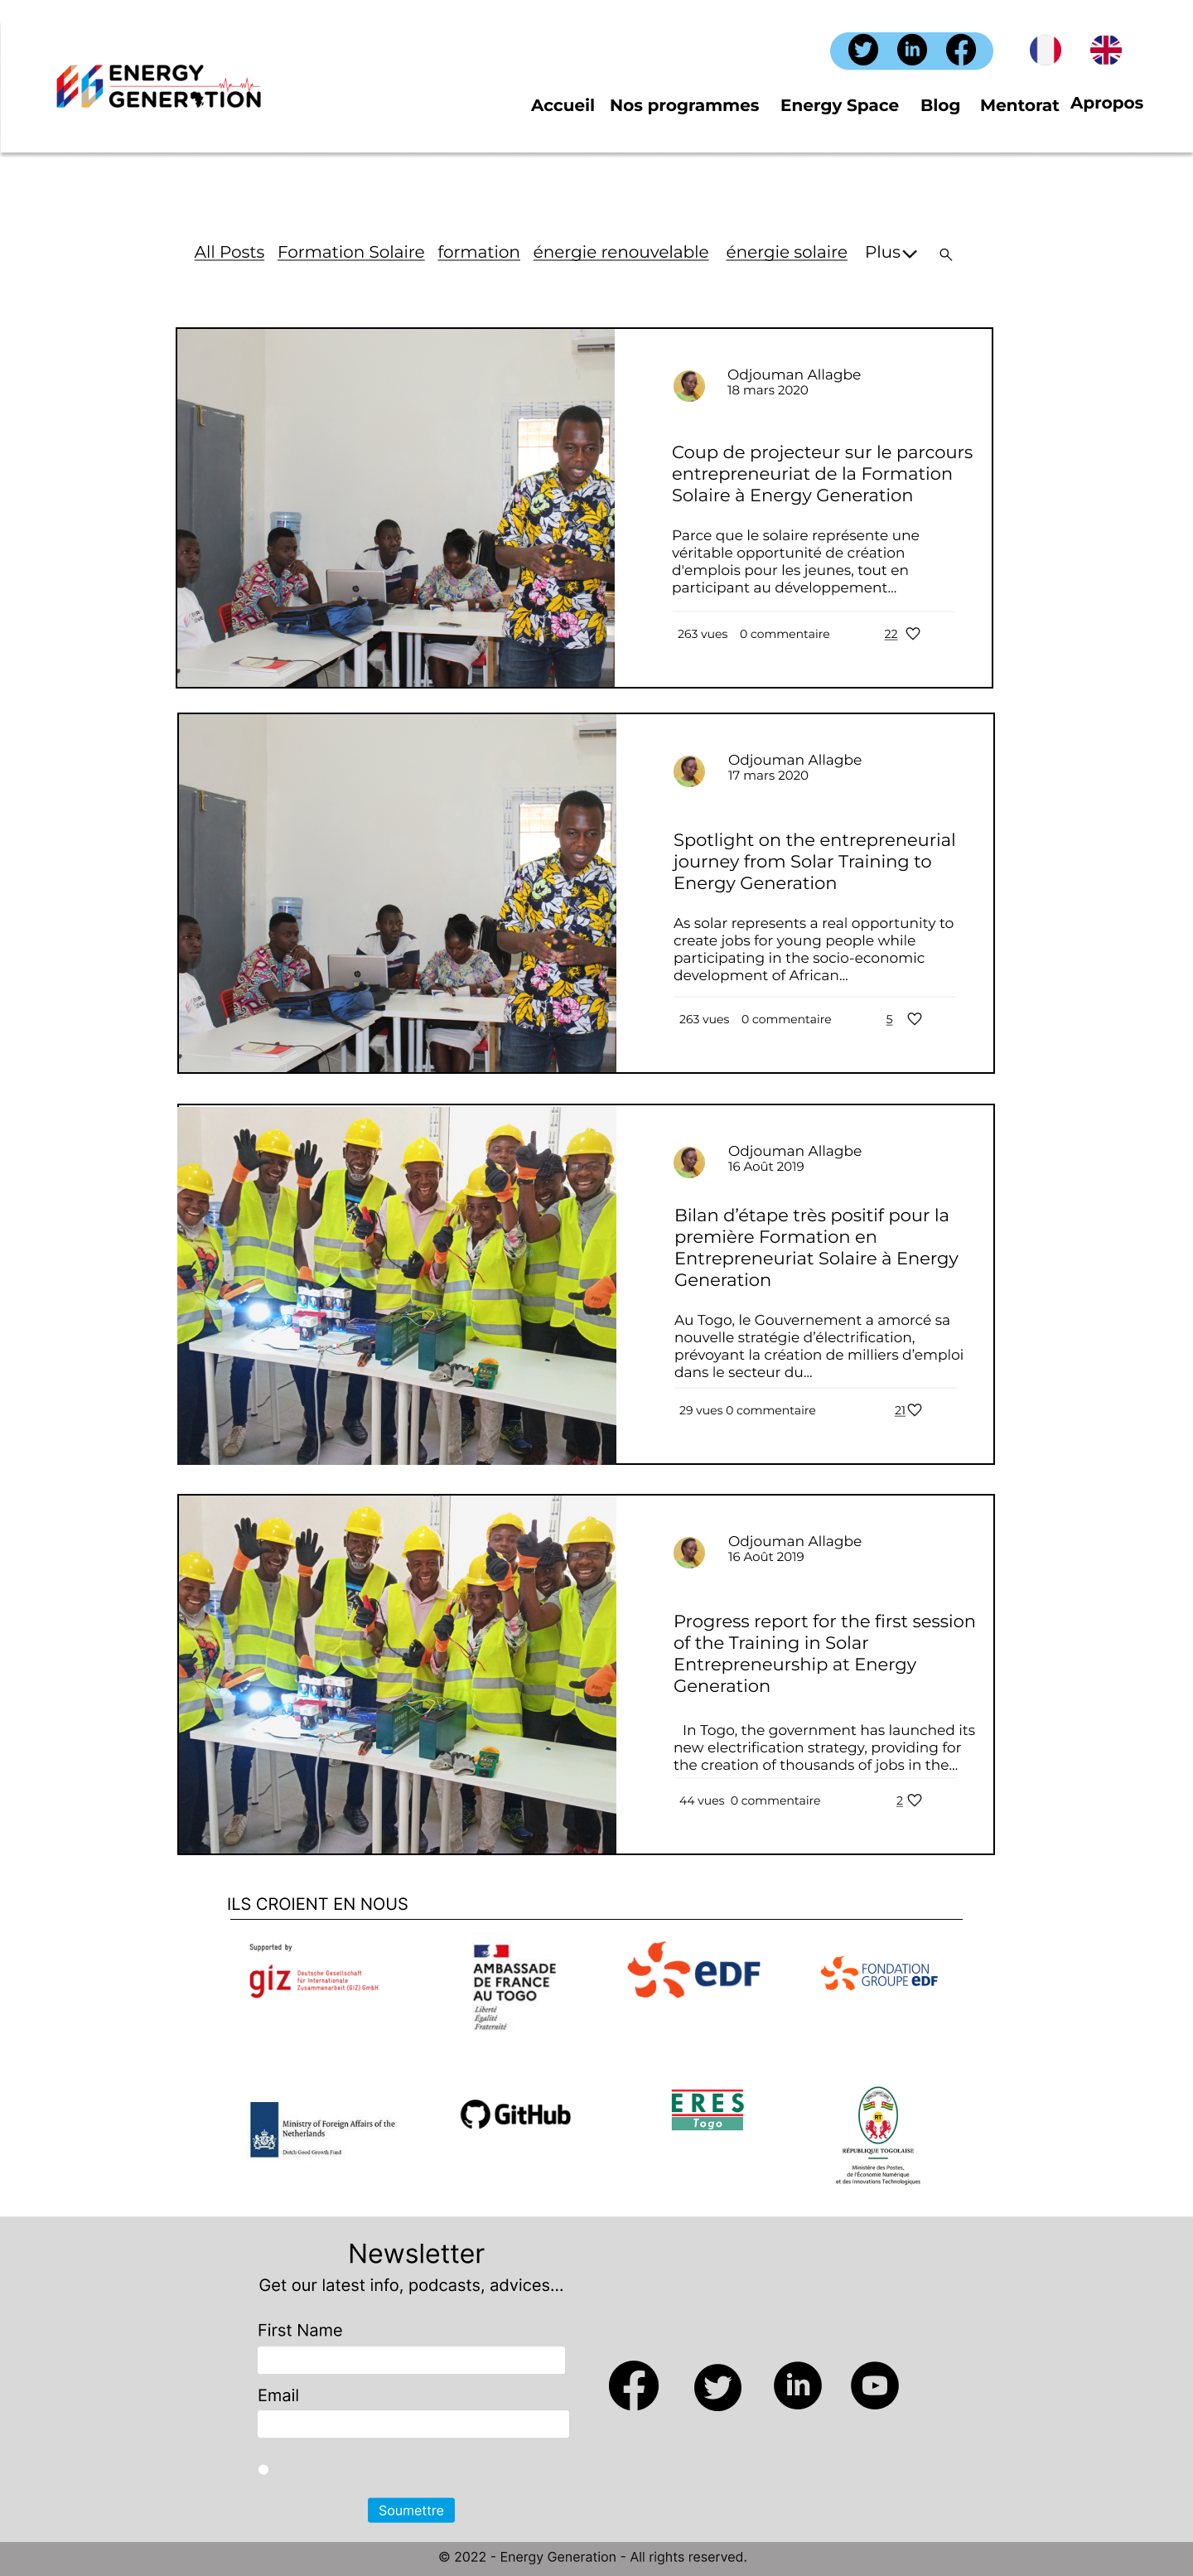 ENERGY
GENERATION
Accueil Nos programmes Energy Space Blog Mentorat Apropos
All Posts Formation Solaire formation énergie renouvelable énergie solaire Plus
Odjouman Allagbe
18 mars 2020
Coup de projecteur sur le parcours
entrepreneuriat de la Formation
Solaire à Energy Generation
Parce que le solaire représente une
véritable opportunité de création
d'emplois pour les jeunes, tout en
participant au développement...
263 vues 0 commentaire 22
Odjouman Allagbe
17 mars 2020
Spotlight on the entrepreneurial
journey from Solar Training to
Energy Generation
As solar represents a real opportunity to
create jobs for young people while
participating in the socio-economic
development of African...
263 vues 0 commentaire 5
Odjouman Allagbe
16 Août 2019
Bilan d’étape très positif pour la
première Formation en
Entrepreneuriat Solaire à Energy
Generation
Au Togo, le Gouvernement a amorcé sa
nouvelle stratégie d’électrification,
prévoyant la création de milliers d’emploi
dans le secteur du...
29 vues 0 commentaire 21
Odjouman Allagbe
16 Août 2019
Progress report for the first session
of the Training in Solar
Entrepreneurship at Energy
Generation
In Togo, the government has launched its
new electrification strategy, providing for
the creation of thousands of jobs in the...
44 vues 0 commentaire 2
ILS CROIENT EN NOUS
Supported by
giz Deutsche Gesellschaft
für Internationale
Zusammenarbeit (GIZ) GmbH
AMBASSADE
DE FRANCE
AU TOGO
Liberté
Égalité
Fraternité
eDF
FONDATION
GROUPE eDF
Ministry of Foreign Affairs of the
Netherlands
Dutch Good Growth Fund
GitHub
ERES
Togo
RT
RÉPUBLIQUE TOGOLAISE
Ministère des Postes,
de l'Économie Numérique
et des Innovations Technologiques
Newsletter
Get our latest info, podcasts, advices...
First Name
Email
Soumettre
© 2022 - Energy Generation - All rights reserved.